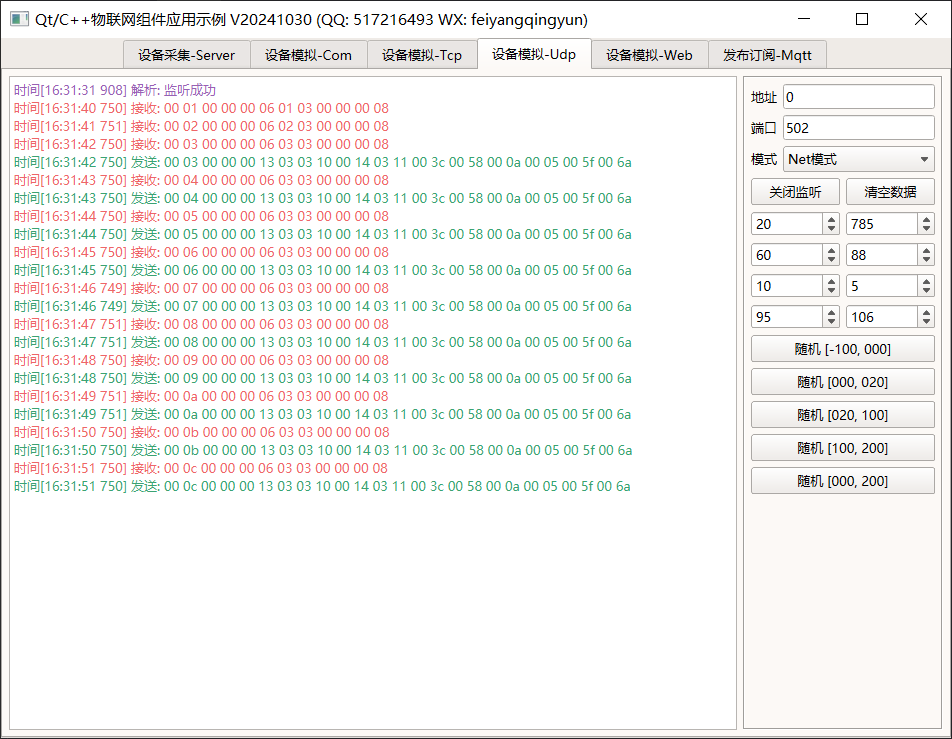 Qt/C++物联网组件应用示例 V20241030 (QQ: 517216493 WX: feiyangqingyun)
设备采集-Server 设备模拟-Com 设备模拟-Tcp 设备模拟-Udp 设备模拟-Web 发布订阅-Mqtt
时间[16:31:31 908] 解析: 监听成功
时间[16:31:40 750] 接收: 00 01 00 00 00 06 01 03 00 00 00 08
时间[16:31:41 751] 接收: 00 02 00 00 00 06 02 03 00 00 00 08
时间[16:31:42 750] 接收: 00 03 00 00 00 06 03 03 00 00 00 08
时间[16:31:42 750] 发送: 00 03 00 00 00 13 03 03 10 00 14 03 11 00 3c 00 58 00 0a 00 05 00 5f 00 6a
时间[16:31:43 750] 接收: 00 04 00 00 00 06 03 03 00 00 00 08
时间[16:31:43 750] 发送: 00 04 00 00 00 13 03 03 10 00 14 03 11 00 3c 00 58 00 0a 00 05 00 5f 00 6a
时间[16:31:44 750] 接收: 00 05 00 00 00 06 03 03 00 00 00 08
时间[16:31:44 750] 发送: 00 05 00 00 00 13 03 03 10 00 14 03 11 00 3c 00 58 00 0a 00 05 00 5f 00 6a
时间[16:31:45 750] 接收: 00 06 00 00 00 06 03 03 00 00 00 08
时间[16:31:45 750] 发送: 00 06 00 00 00 13 03 03 10 00 14 03 11 00 3c 00 58 00 0a 00 05 00 5f 00 6a
时间[16:31:46 749] 接收: 00 07 00 00 00 06 03 03 00 00 00 08
时间[16:31:46 749] 发送: 00 07 00 00 00 13 03 03 10 00 14 03 11 00 3c 00 58 00 0a 00 05 00 5f 00 6a
时间[16:31:47 751] 接收: 00 08 00 00 00 06 03 03 00 00 00 08
时间[16:31:47 751] 发送: 00 08 00 00 00 13 03 03 10 00 14 03 11 00 3c 00 58 00 0a 00 05 00 5f 00 6a
时间[16:31:48 750] 接收: 00 09 00 00 00 06 03 03 00 00 00 08
时间[16:31:48 750] 发送: 00 09 00 00 00 13 03 03 10 00 14 03 11 00 3c 00 58 00 0a 00 05 00 5f 00 6a
时间[16:31:49 751] 接收: 00 0a 00 00 00 06 03 03 00 00 00 08
时间[16:31:49 751] 发送: 00 0a 00 00 00 13 03 03 10 00 14 03 11 00 3c 00 58 00 0a 00 05 00 5f 00 6a
时间[16:31:50 750] 接收: 00 0b 00 00 00 06 03 03 00 00 00 08
时间[16:31:50 750] 发送: 00 0b 00 00 00 13 03 03 10 00 14 03 11 00 3c 00 58 00 0a 00 05 00 5f 00 6a
时间[16:31:51 750] 接收: 00 0c 00 00 00 06 03 03 00 00 00 08
时间[16:31:51 750] 发送: 00 0c 00 00 00 13 03 03 10 00 14 03 11 00 3c 00 58 00 0a 00 05 00 5f 00 6a
地址 0
端口 502
模式 Net模式
关闭监听 清空数据
20 785
60 88
10 5
95 106
随机 [-100, 000]
随机 [000, 020]
随机 [020, 100]
随机 [100, 200]
随机 [000, 200]